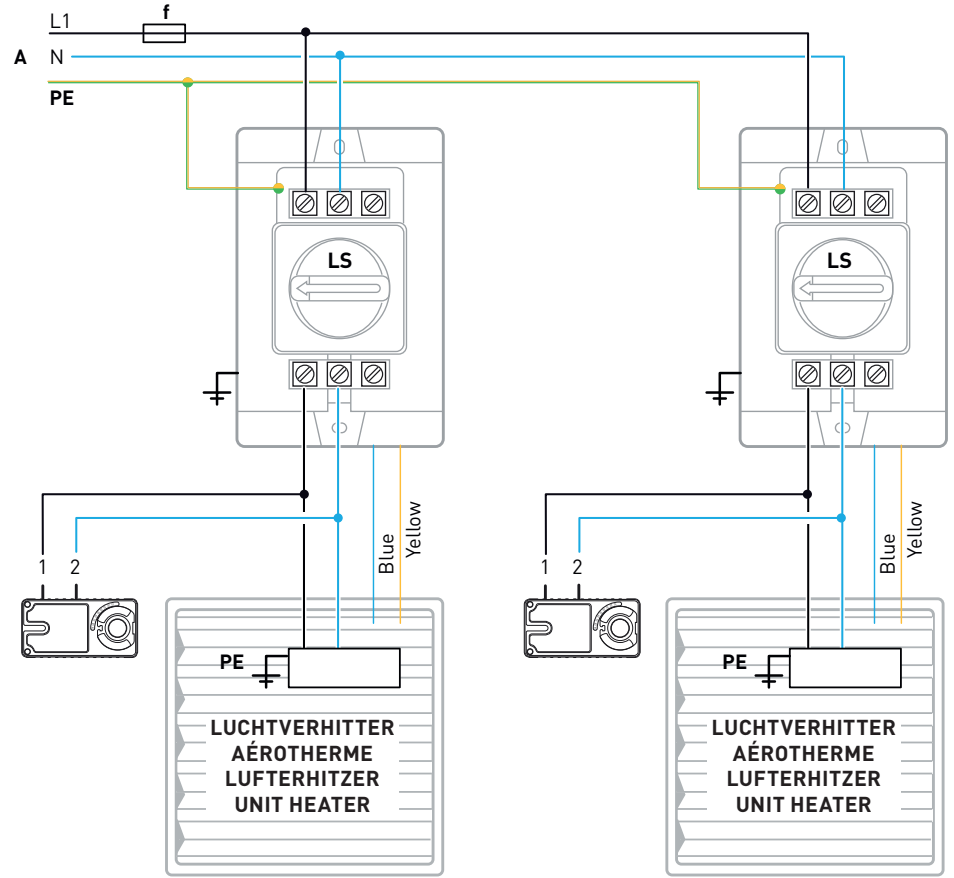 f
L1
A N
PE
LS
LS
Blue
Yellow
Blue
Yellow
1 2
1 2
PE
PE
LUCHTVERHITTER
AÉROTHERME
LUFTERHITZER
UNIT HEATER
LUCHTVERHITTER
AÉROTHERME
LUFTERHITZER
UNIT HEATER